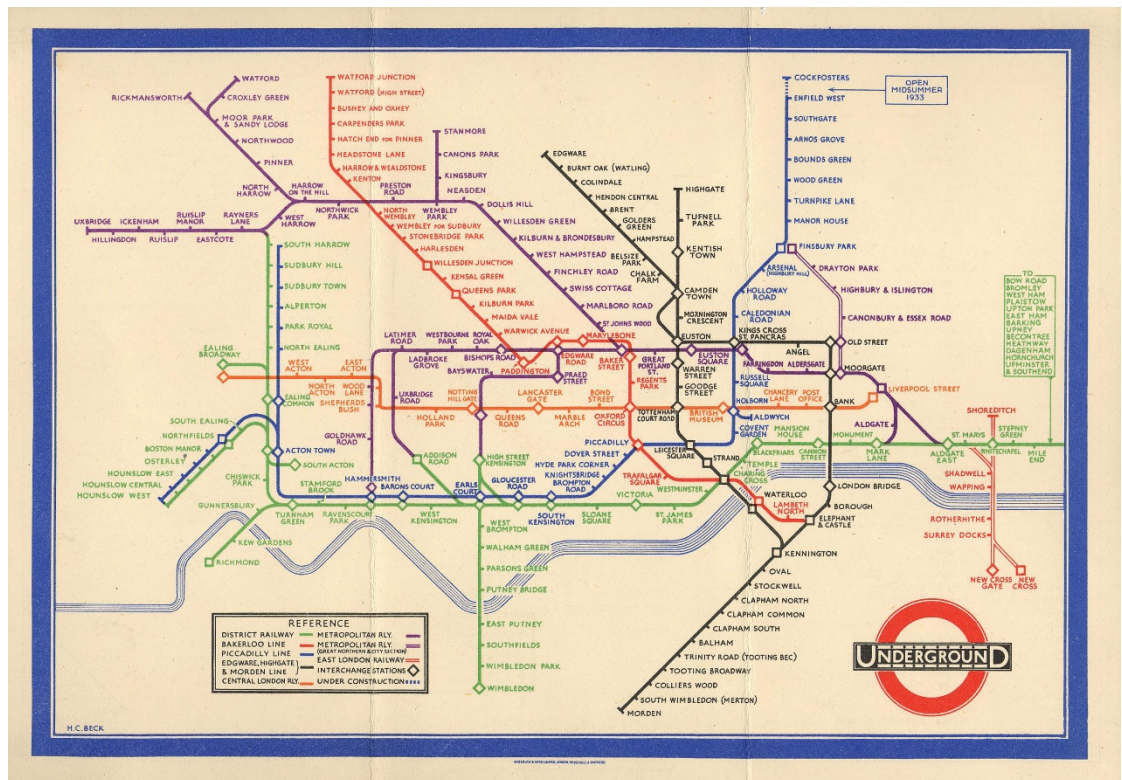 WATFORD
CROXLEY GREEN
RICKMANSWORTH
MOOR PARK
& SANDY LODGE
NORTHWOOD
PINNER
NORTH
HARROW
HARROW
ON THE HILL
NORTHWICK
PARK
PRESTON
ROAD
WEMBLEY
PARK
STANMORE
CANONS PARK
KINGSBURY
NEASDEN
DOLLIS HILL
WILLESDEN GREEN
KILBURN & BRONDESBURY
WEST HAMPSTEAD
FINCHLEY ROAD
SWISS COTTAGE
MARLBORO ROAD
ST JOHNS WOOD
UXBRIDGE
ICKENHAM
RUISLIP
MANOR
RAYNERS
LANE
HILLINGDON
RUISLIP
EASTCOTE
WEST
HARROW
WATFORD JUNCTION
WATFORD (HIGH STREET)
BUSHEY AND OXHEY
CARPENDERS PARK
HATCH END FOR PINNER
HEADSTONE LANE
HARROW & WEALDSTONE
KENTON
NORTH
WEMBLEY
WEMBLEY FOR SUDBURY
STONEBRIDGE PARK
HARLESDEN
WILLESDEN JUNCTION
KENSAL GREEN
QUEENS PARK
KILBURN PARK
MAIDA VALE
WARWICK AVENUE
MARYLEBONE
PADDINGTON
EDGWARE
BURNT OAK (WATLING)
COLINDALE
HENDON CENTRAL
BRENT
GOLDERS
GREEN
HAMPSTEAD
BELSIZE
PARK
CHALK
FARM
HIGHGATE
TUFNELL
PARK
KENTISH
TOWN
CAMDEN
TOWN
MORNINGTON
CRESCENT
EUSTON
COCKFOSTERS
OPEN
MIDSUMMER
1933
ENFIELD WEST
SOUTHGATE
ARNOS GROVE
BOUNDS GREEN
WOOD GREEN
TURNPIKE LANE
MANOR HOUSE
FINSBURY PARK
ARSENAL
(HIGHBURY HILL)
HOLLOWAY
ROAD
CALEDONIAN
ROAD
KINGS CROSS
ST. PANCRAS
DRAYTON PARK
HIGHBURY & ISLINGTON
CANONBURY & ESSEX ROAD
OLD STREET
ANGEL
MOORGATE
SOUTH HARROW
SUDBURY HILL
SUDBURY TOWN
ALPERTON
PARK ROYAL
NORTH EALING
EALING
BROADWAY
EALING
COMMON
WEST
ACTON
EAST
ACTON
NORTH
ACTON
WOOD
LANE
SHEPHERDS
BUSH
LATIMER
ROAD
LADBROKE
GROVE
WESTBOURNE
PARK
ROYAL
OAK
BISHOPS ROAD
EDGWARE
ROAD
BAKER
STREET
GREAT
PORTLAND
ST.
EUSTON
SQUARE
FARRINGDON
ALDERSGATE
LIVERPOOL STREET
BAYSWATER
PRAED
STREET
REGENTS
PARK
WARREN
STREET
GOODGE
STREET
RUSSELL
SQUARE
UXBRIDGE
ROAD
GOLDHAWK
ROAD
NOTTING
HILL GATE
HOLLAND
PARK
QUEENS
ROAD
LANCASTER
GATE
MARBLE
ARCH
BOND
STREET
OXFORD
CIRCUS
TOTTENHAM
COURT ROAD
BRITISH
MUSEUM
HOLBORN
CHANCERY
LANE
POST
OFFICE
BANK
ALDWYCH
COVENT
GARDEN
SOUTH EALING
NORTHFIELDS
BOSTON MANOR
OSTERLEY
HOUNSLOW EAST
HOUNSLOW CENTRAL
HOUNSLOW WEST
ACTON TOWN
SOUTH ACTON
CHISWICK
PARK
GUNNERSBURY
KEW GARDENS
RICHMOND
TURNHAM
GREEN
STAMFORD
BROOK
RAVENSCOURT
PARK
HAMMERSMITH
BARONS COURT
WEST
KENSINGTON
ADDISON
ROAD
EARLS
COURT
HIGH STREET
KENSINGTON
GLOUCESTER
ROAD
SOUTH
KENSINGTON
KNIGHTSBRIDGE
BROMPTON
ROAD
HYDE PARK CORNER
DOVER STREET
PICCADILLY
LEICESTER
SQUARE
STRAND
TRAFALGAR
SQUARE
SLOANE
SQUARE
VICTORIA
ST. JAMES
PARK
WESTMINSTER
CHARING
CROSS
TEMPLE
BLACKFRIARS
MANSION
HOUSE
CANNON
STREET
MONUMENT
MARK
LANE
ALDGATE
ALDGATE
EAST
ST. MARYS
WHITECHAPEL
STEPNEY
GREEN
MILE
END
TO
BOW ROAD
BROMLEY
WEST HAM
PLAISTOW
UPTON PARK
EAST HAM
BARKING
UPNEY
BECONTREE
HEATHWAY
DAGENHAM
HORNCHURCH
UPMINSTER
& SOUTHEND
SHOREDITCH
SHADWELL
WAPPING
ROTHERHITHE
SURREY DOCKS
NEW CROSS
GATE
NEW
CROSS
WATERLOO
LAMBETH
NORTH
ELEPHANT
& CASTLE
LONDON BRIDGE
BOROUGH
KENNINGTON
OVAL
STOCKWELL
CLAPHAM NORTH
CLAPHAM COMMON
CLAPHAM SOUTH
BALHAM
TRINITY ROAD (TOOTING BEC)
TOOTING BROADWAY
COLLIERS WOOD
SOUTH WIMBLEDON (MERTON)
MORDEN
WEST
BROMPTON
WALHAM GREEN
PARSONS GREEN
PUTNEY BRIDGE
EAST PUTNEY
SOUTHFIELDS
WIMBLEDON PARK
WIMBLEDON
REFERENCE
DISTRICT RAILWAY
BAKERLOO LINE
PICCADILLY LINE
EDGWARE, HIGHGATE
& MORDEN LINE
CENTRAL LONDON RLY.
METROPOLITAN RLY.
METROPOLITAN RLY.
(GREAT NORTHERN & CITY SECTION)
EAST LONDON RAILWAY
INTERCHANGE STATIONS
UNDER CONSTRUCTION
UNDERGROUND
H.C. BECK